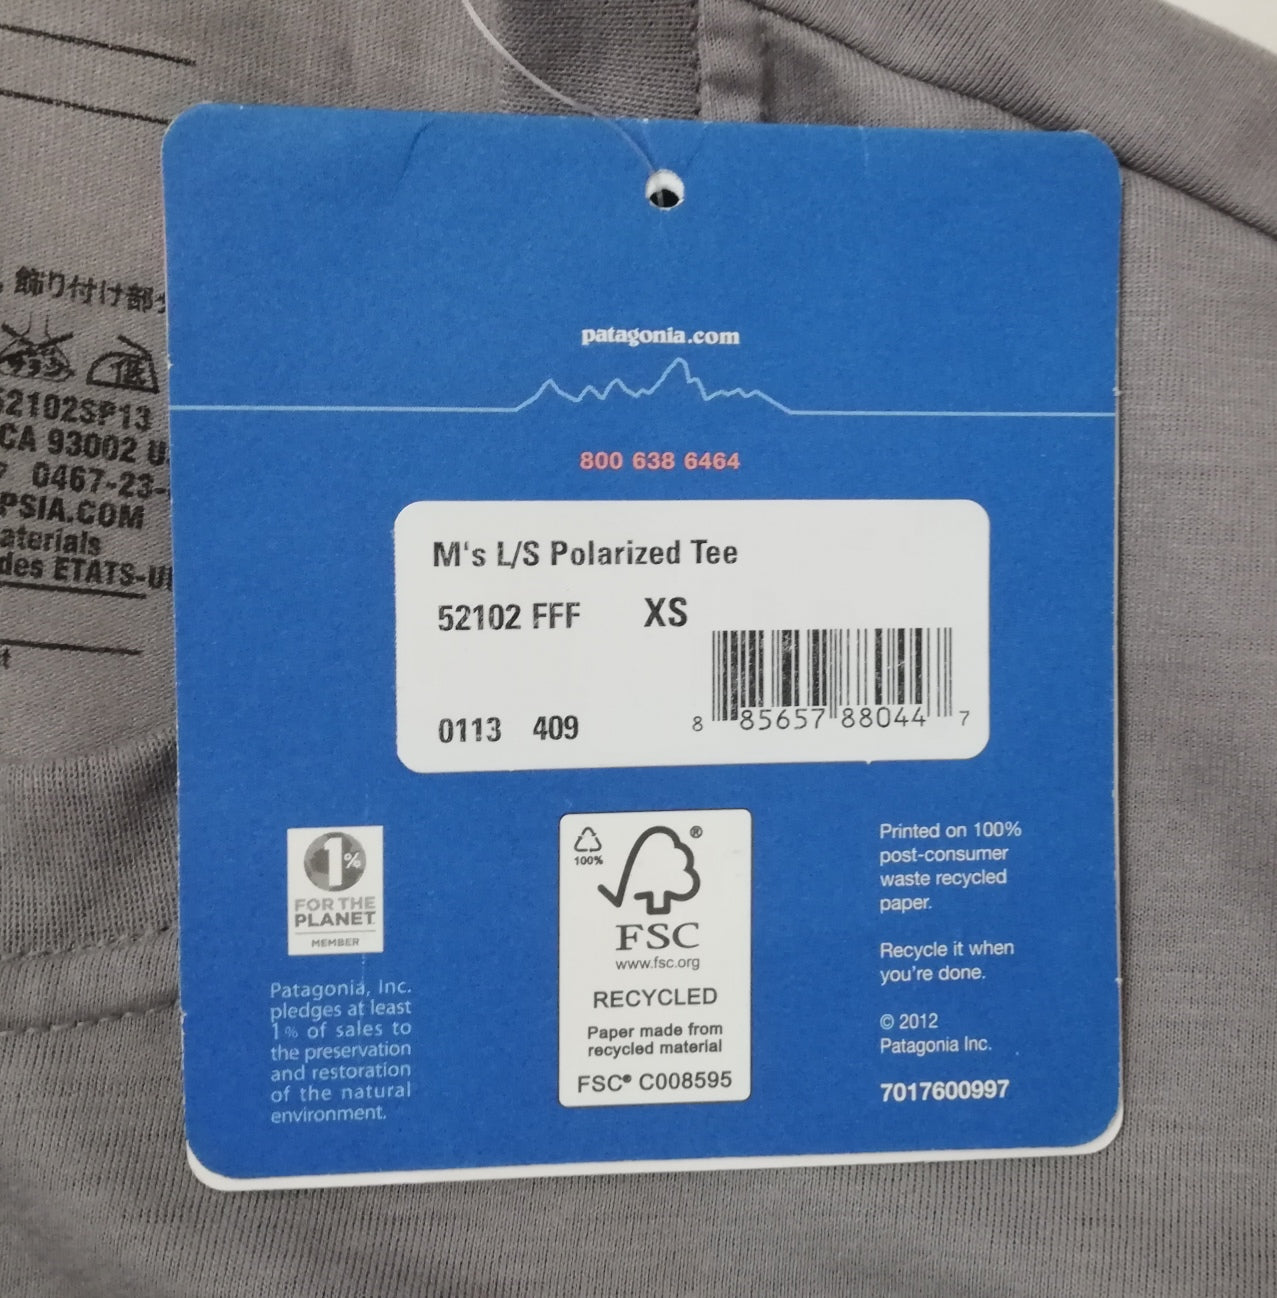 飾り付け部
52102SP13
CA 93002 U
0467-23-
PSIA.COM
aterials
des ETATS-U
patagonia.com
800 638 6464
M's L/S Polarized Tee
52102 FFF XS
0113 409
8 85657 88044 7
1%
FOR THE
PLANET
MEMBER
Patagonia, Inc.
pledges at least
1% of sales to
the preservation
and restoration
of the natural
environment.
100%
®
FSC
www.fsc.org
RECYCLED
Paper made from
recycled material
FSC® C008595
Printed on 100%
post-consumer
waste recycled
paper.
Recycle it when
you're done.
© 2012
Patagonia Inc.
7017600997